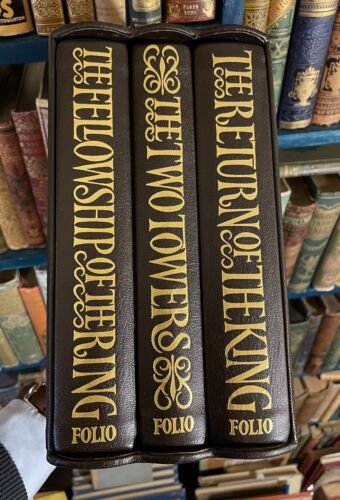 THE FELLOWSHIP OF THE RING
FOLIO
THE TWO TOWERS
FOLIO
THE RETURN OF THE KING
FOLIO